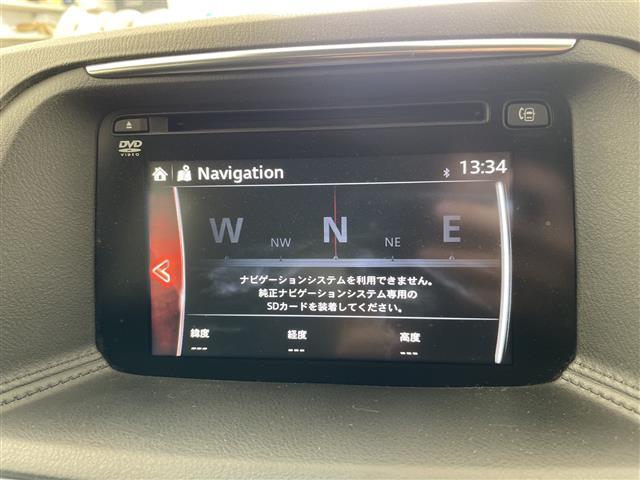 DVD
VIDEO
Navigation
13:34
W NW N NE E
ナビゲーションシステムを利用できません。
純正ナビゲーションシステム専用の
SDカードを装着してください。
緯度 経度 高度
--- --- ---